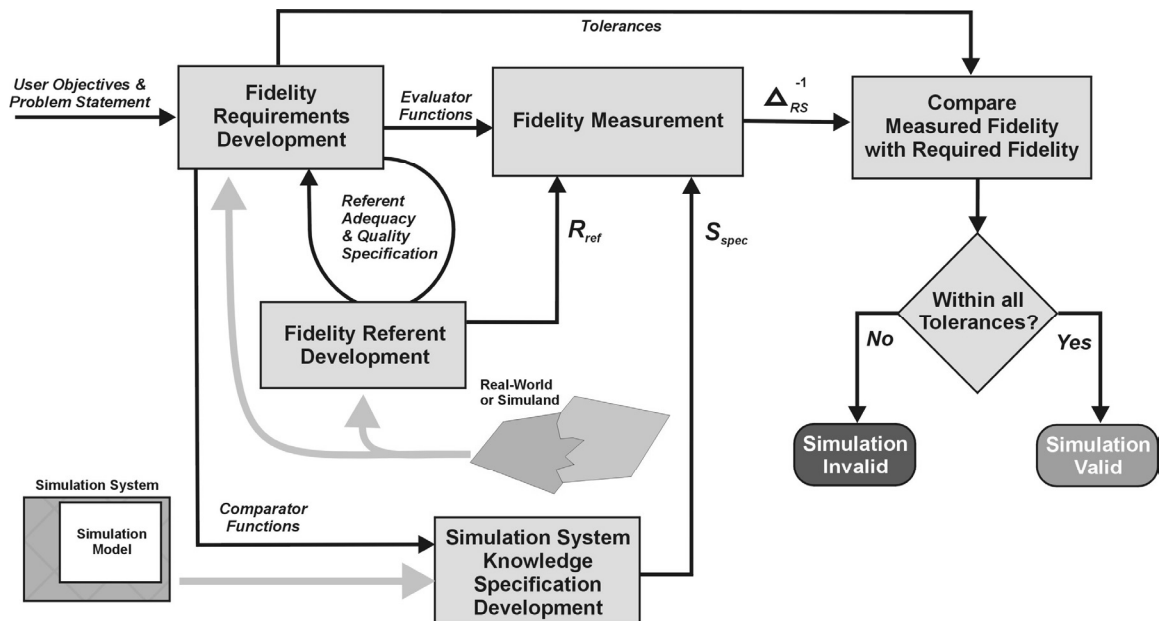 Tolerances
User Objectives &
Problem Statement
Fidelity
Requirements
Development
Evaluator
Functions
Fidelity Measurement
Δ RS -1
Compare
Measured Fidelity
with Required Fidelity
Referent
Adequacy
& Quality
Specification
R ref
S spec
Within all
Tolerances?
No
Yes
Fidelity Referent
Development
Real-World
or Simuland
Simulation
Invalid
Simulation
Valid
Simulation System
Simulation
Model
Comparator
Functions
Simulation System
Knowledge
Specification
Development